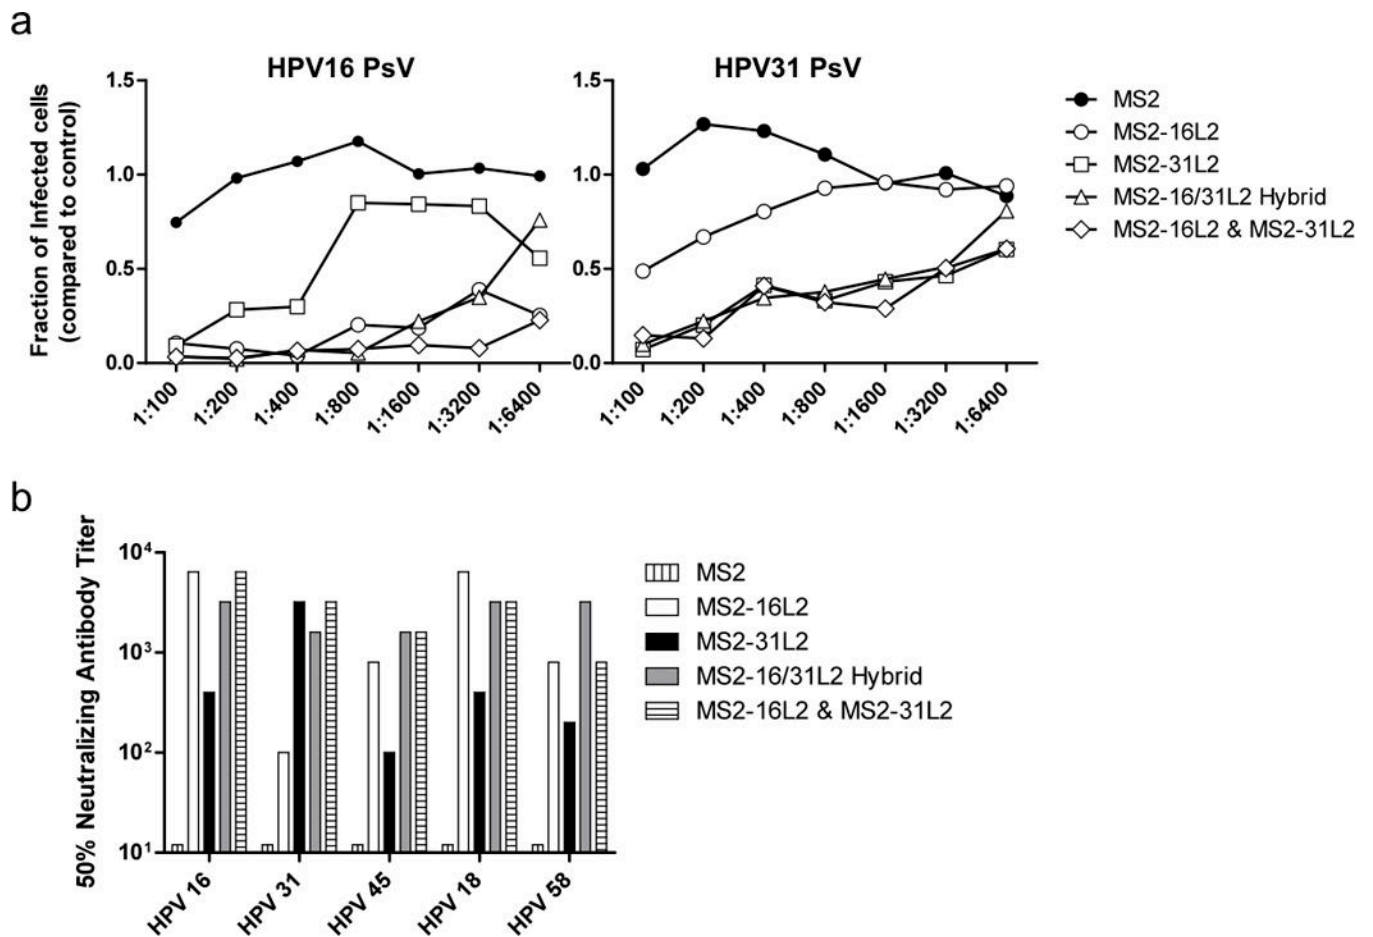 a
HPV16 PsV
HPV31 PsV
Fraction of Infected cells
(compared to control)
1.5
1.0
0.5
0.0
1:100
1:200
1:400
1:800
1:1600
1:3200
1:6400
1.5
1.0
0.5
0.0
1:100
1:200
1:400
1:800
1:1600
1:3200
1:6400
MS2
MS2-16L2
MS2-31L2
MS2-16/31L2 Hybrid
MS2-16L2 & MS2-31L2
b
50% Neutralizing Antibody Titer
10⁴
10³
10²
10¹
HPV 16
HPV 31
HPV 45
HPV 18
HPV 58
MS2
MS2-16L2
MS2-31L2
MS2-16/31L2 Hybrid
MS2-16L2 & MS2-31L2